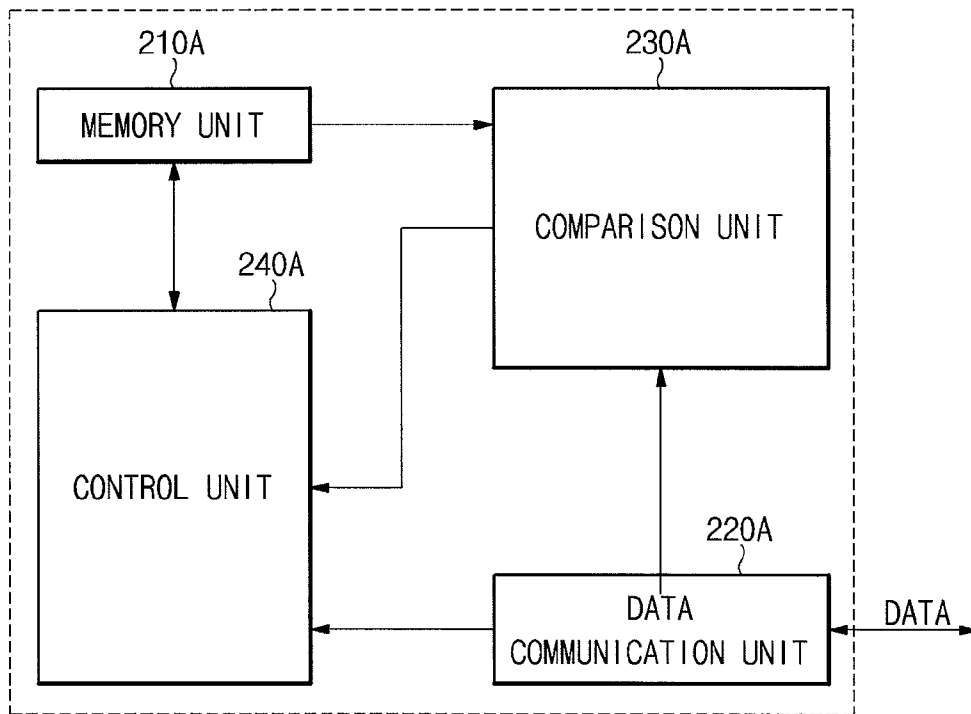 210A
MEMORY UNIT
230A
COMPARISON UNIT
240A
CONTROL UNIT
220A
DATA
COMMUNICATION UNIT
DATA